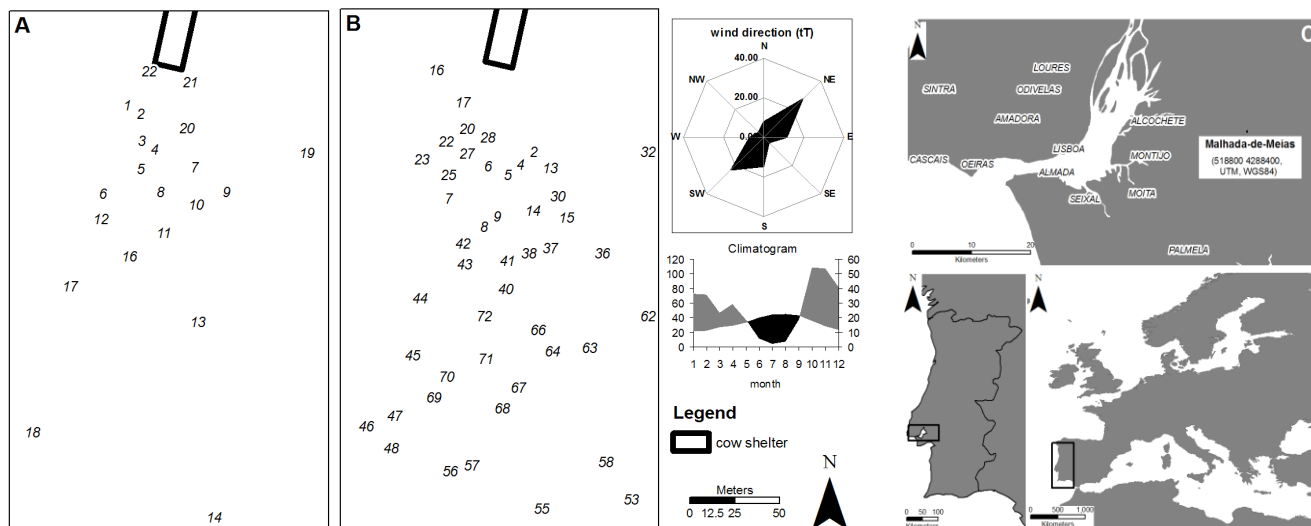 A
22
21
1
2
20
3
4
19
5
7
6
8
9
12
10
11
16
17
13
18
14
B
16
17
20
28
22
27
2
32
23
6
4
13
25
5
7
30
9
14
15
8
42
38
37
36
43
41
40
44
72
62
66
45
71
64
63
70
67
69
68
47
46
48
56
57
58
53
55
wind direction (tT)
N
40.00
NW
NE
20.00
W
0.00
E
SW
SE
S
Climatogram
120 60
100 50
80 40
60 30
40 20
20 10
0 0
1 2 3 4 5 6 7 8 9 10 11 12
month
Legend
cow shelter
N
Meters
0 12.5 25 50
N
C
LOURES
SINTRA
ODIVELAS
AMADORA
ALCOCHETE
Malhada-de-Meias
(518800 4288400,
UTM, WGS84)
LISBOA
MONTIJO
CASCAIS
OEIRAS
ALMADA
MOITA
SEIXAL
PALMELA
0 10 20
Kilometers
N
0 50 100
Kilometers
N
0 500 1,000
Kilometers